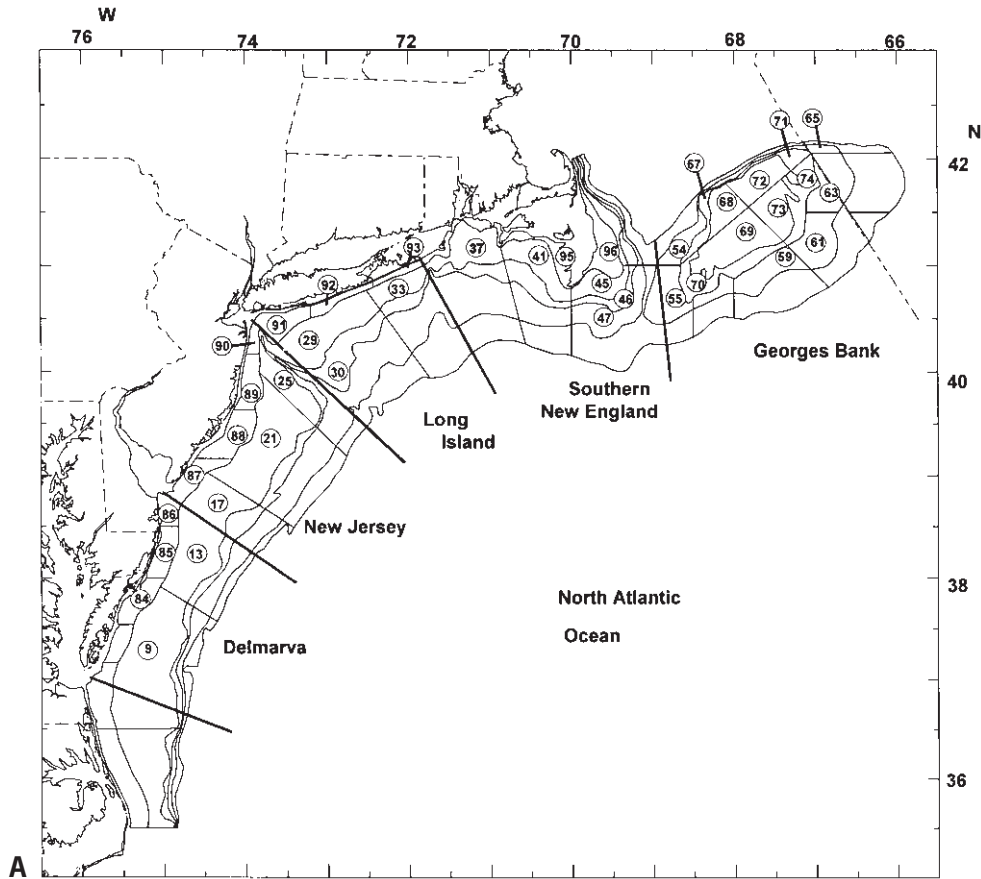 W
76 74 72 70 68 66
N
71 65
42
67
72 74 63
68 73
93 37 41 95 96 54 69 61
59
92 33 45 70
46 55
91 29 47
90
Georges Bank
30
40
25
Southern
New England
89
Long
Island
88 21
87
17
86
New Jersey
85 13
38
84
North Atlantic
Ocean
Delmarva
9
36
A